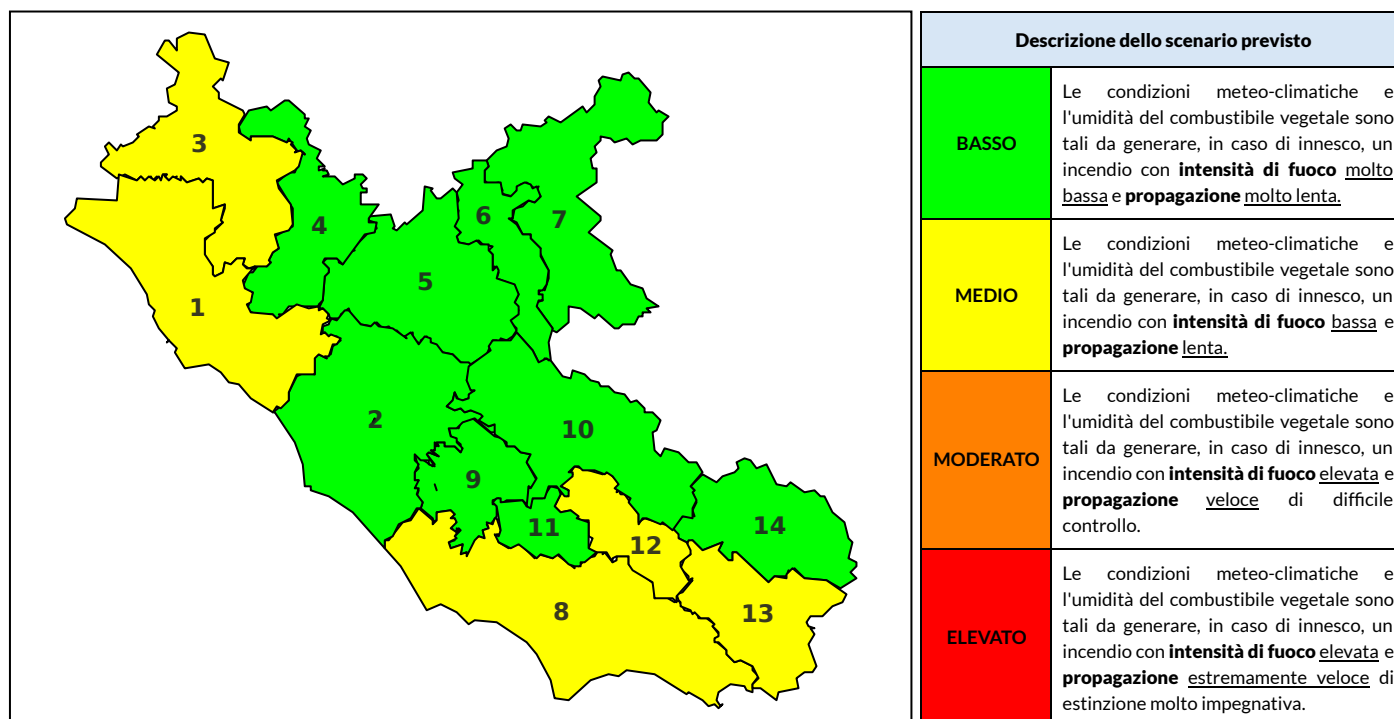 3
4
6
7
5
1
2
10
9
11
12
14
8
13
Descrizione dello scenario previsto
BASSO
Le condizioni meteo-climatiche e
l'umidità del combustibile vegetale sono
tali da generare, in caso di innesco, un
incendio con intensità di fuoco molto
bassa e propagazione molto lenta.
MEDIO
Le condizioni meteo-climatiche e
l'umidità del combustibile vegetale sono
tali da generare, in caso di innesco, un
incendio con intensità di fuoco bassa e
propagazione lenta.
MODERATO
Le condizioni meteo-climatiche e
l'umidità del combustibile vegetale sono
tali da generare, in caso di innesco, un
incendio con intensità di fuoco elevata e
propagazione veloce di difficile
controllo.
ELEVATO
Le condizioni meteo-climatiche e
l'umidità del combustibile vegetale sono
tali da generare, in caso di innesco, un
incendio con intensità di fuoco elevata e
propagazione estremamente veloce di
estinzione molto impegnativa.